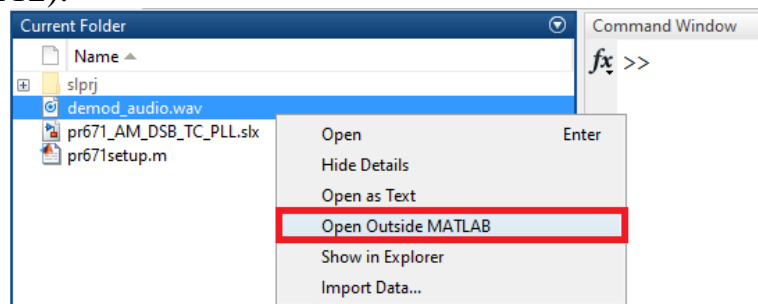 Current Folder
Command Window
Name
fx >>
slprj
demod_audio.wav
pr671_AM_DSB_TC_PLL.slx
pr671setup.m
Open Enter
Hide Details
Open as Text
Open Outside MATLAB
Show in Explorer
Import Data...